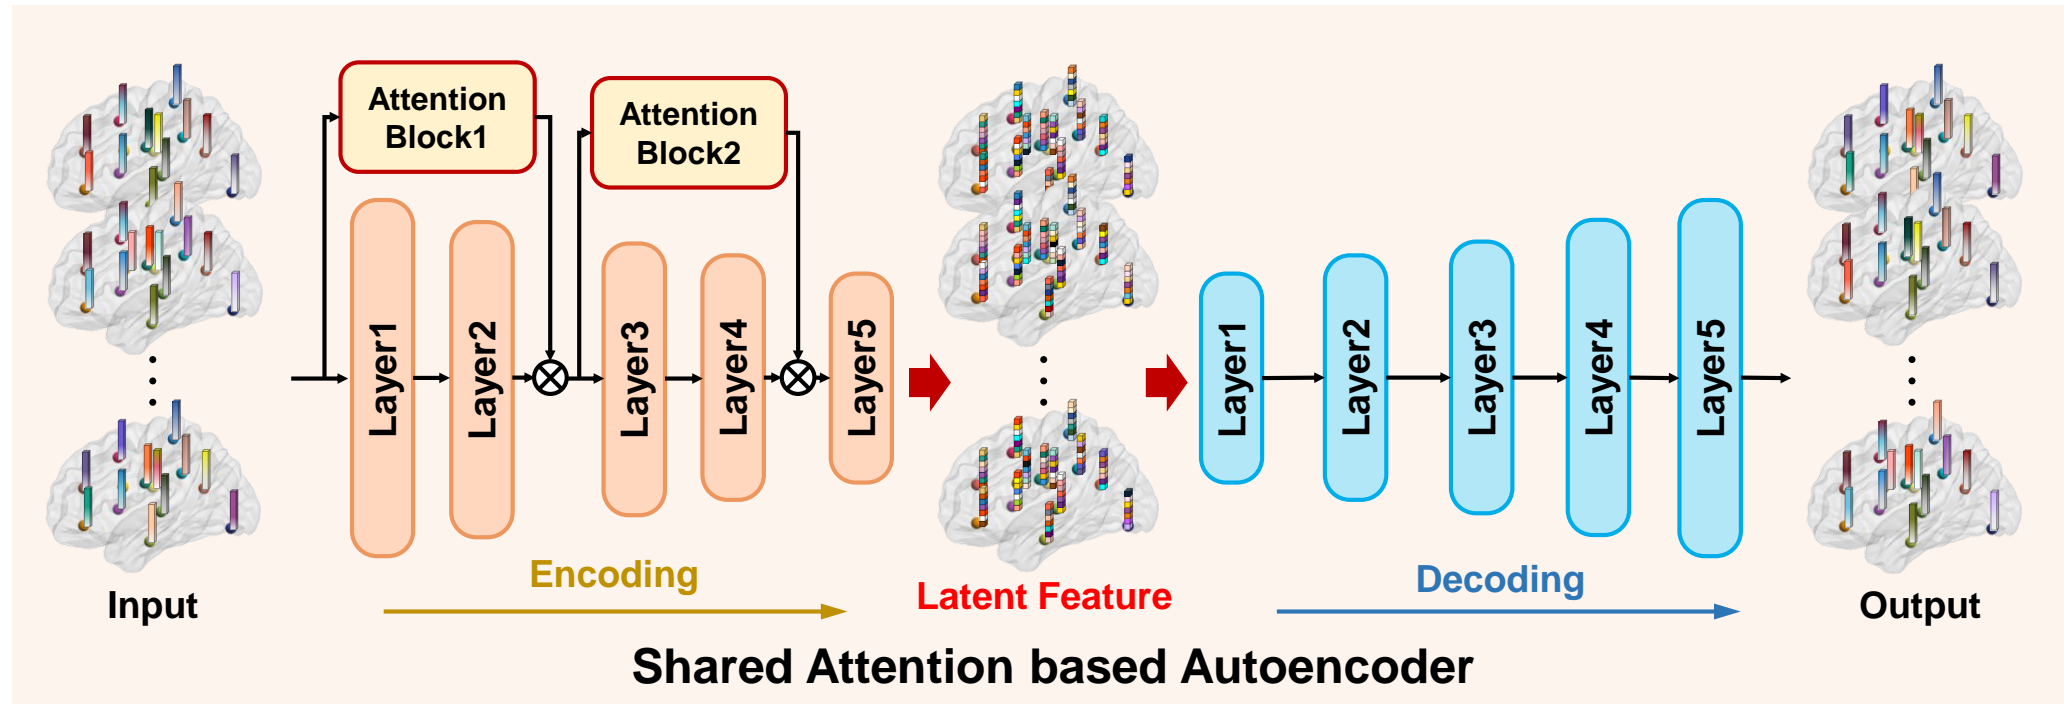 Attention
Block1
Attention
Block2
Layer1
Layer2
Layer3
Layer4
Layer5
Layer1
Layer2
Layer3
Layer4
Layer5
Encoding
Decoding
Input
Latent Feature
Output
Shared Attention based Autoencoder